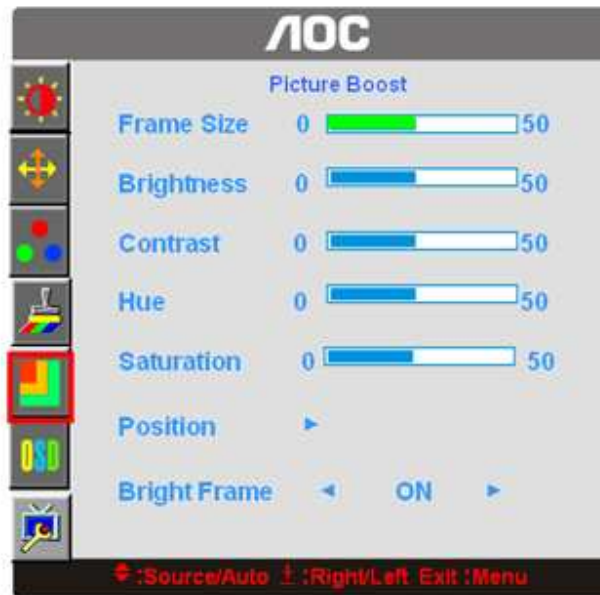 AOC
Picture Boost
Frame Size 0 50
Brightness 0 50
Contrast 0 50
Hue 0 50
Saturation 0 50
Position
Bright Frame ON
OSD
:Source/Auto :Right/Left Exit :Menu